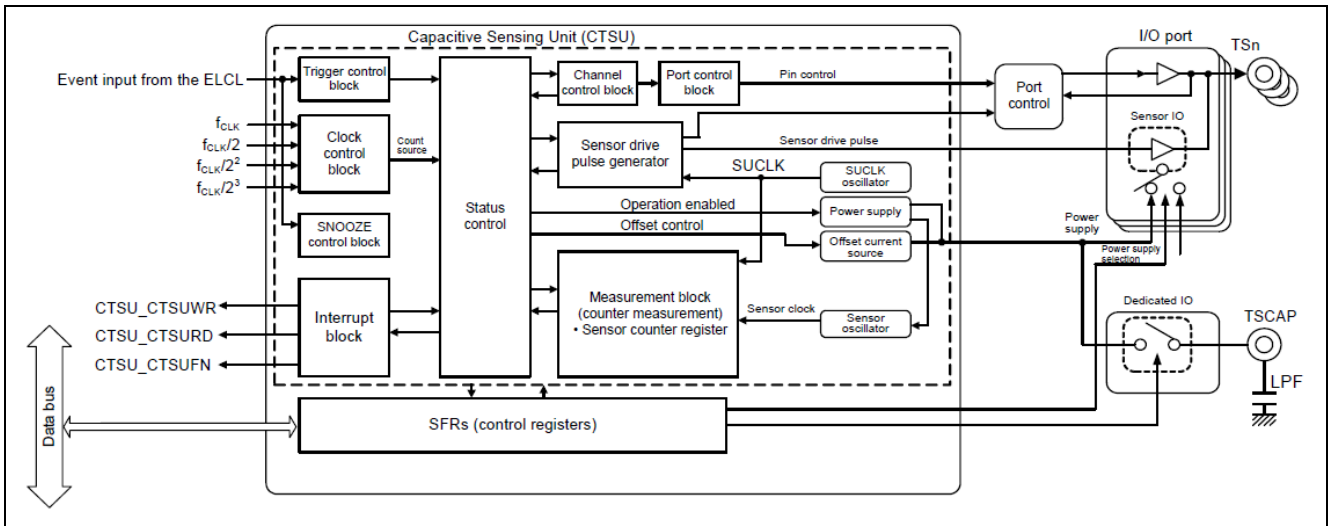 Capacitive Sensing Unit (CTSU)
I/O port
TSn
Event input from the ELCL
Trigger control
block
Channel
control block
Port control
block
Pin control
Port
control
Sensor IO
fCLK
fCLK/2
fCLK/2²
fCLK/2³
Clock
control
block
Count
source
Sensor drive
pulse generator
Sensor drive pulse
SUCLK
SUCLK
oscillator
Status
control
Operation enabled
Power supply
Offset control
Offset current
source
SNOOZE
control block
Power
supply
Power supply
selection
Measurement block
(counter measurement)
• Sensor counter register
Sensor clock
Sensor
oscillator
Dedicated IO
TSCAP
LPF
CTSU_CTSUWR
CTSU_CTSURD
CTSU_CTSUFN
Interrupt
block
Data bus
SFRs (control registers)